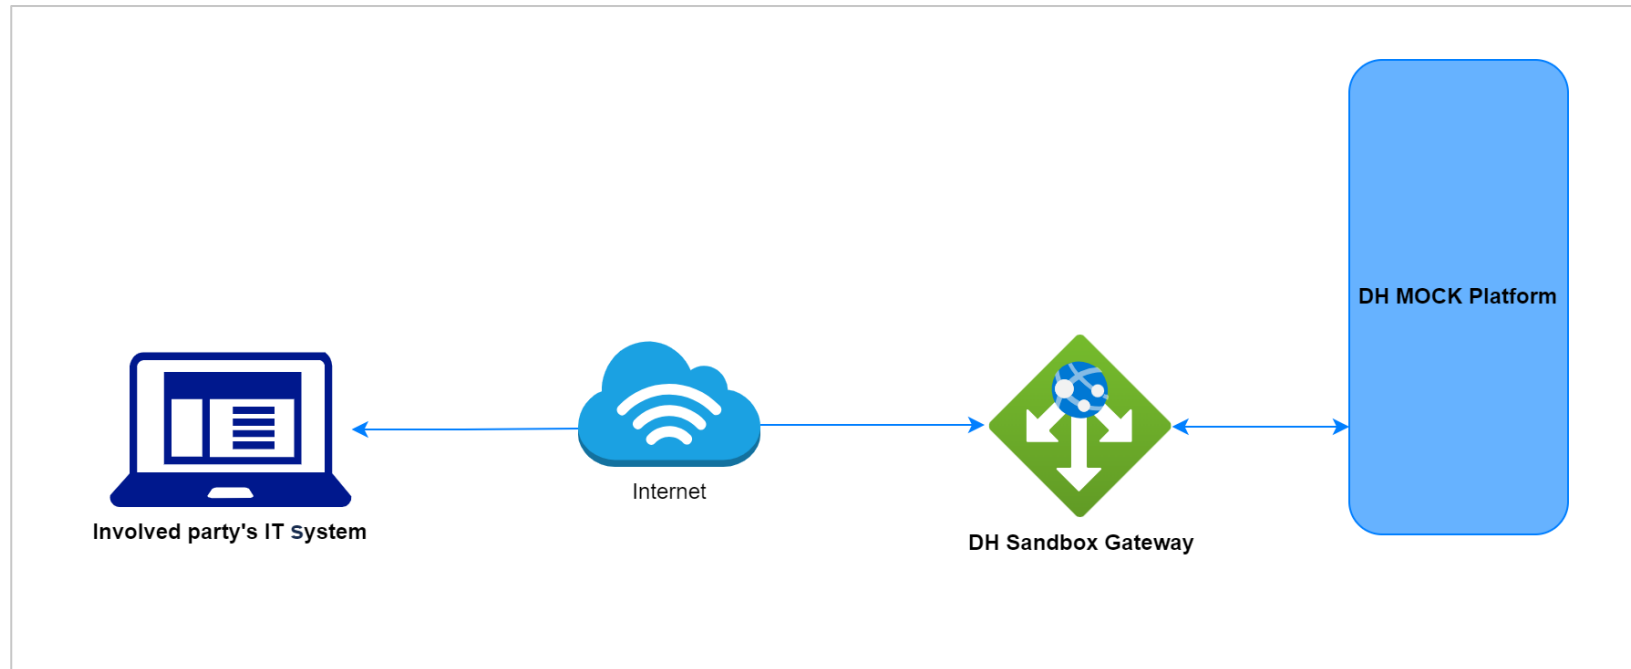 DH MOCK Platform
Internet
Involved party's IT system
DH Sandbox Gateway